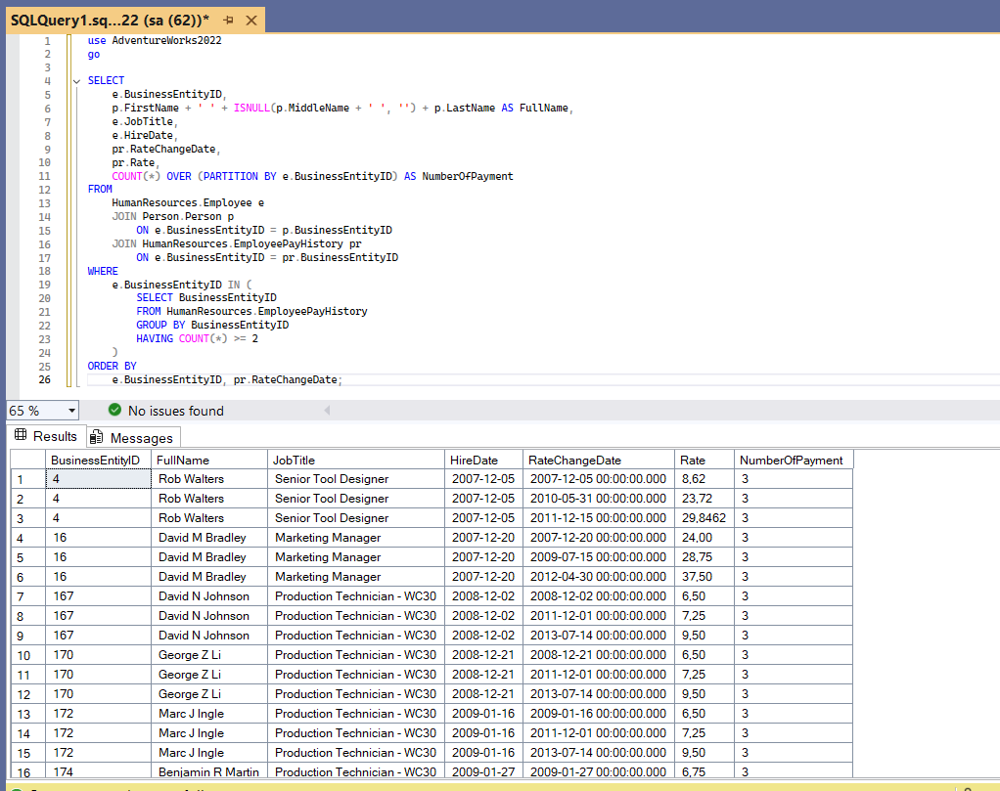 SQLQuery1.sq...22 (sa (62))*
1 use AdventureWorks2022
2 go
3
4 SELECT
5 e.BusinessEntityID,
6 p.FirstName + ' ' + ISNULL(p.MiddleName + ' ', '') + p.LastName AS FullName,
7 e.JobTitle,
8 e.HireDate,
9 pr.RateChangeDate,
10 pr.Rate,
11 COUNT(*) OVER (PARTITION BY e.BusinessEntityID) AS NumberOfPayment
12 FROM
13 HumanResources.Employee e
14 JOIN Person.Person p
15 ON e.BusinessEntityID = p.BusinessEntityID
16 JOIN HumanResources.EmployeePayHistory pr
17 ON e.BusinessEntityID = pr.BusinessEntityID
18 WHERE
19 e.BusinessEntityID IN (
20 SELECT BusinessEntityID
21 FROM HumanResources.EmployeePayHistory
22 GROUP BY BusinessEntityID
23 HAVING COUNT(*) >= 2
24 )
25 ORDER BY
26 e.BusinessEntityID, pr.RateChangeDate;
65 % No issues found
Results Messages
BusinessEntityID FullName JobTitle HireDate RateChangeDate Rate NumberOfPayment
1 4 Rob Walters Senior Tool Designer 2007-12-05 2007-12-05 00:00:00.000 8,62 3
2 4 Rob Walters Senior Tool Designer 2007-12-05 2010-05-31 00:00:00.000 23,72 3
3 4 Rob Walters Senior Tool Designer 2007-12-05 2011-12-15 00:00:00.000 29,8462 3
4 16 David M Bradley Marketing Manager 2007-12-20 2007-12-20 00:00:00.000 24,00 3
5 16 David M Bradley Marketing Manager 2007-12-20 2009-07-15 00:00:00.000 28,75 3
6 16 David M Bradley Marketing Manager 2007-12-20 2012-04-30 00:00:00.000 37,50 3
7 167 David N Johnson Production Technician - WC30 2008-12-02 2008-12-02 00:00:00.000 6,50 3
8 167 David N Johnson Production Technician - WC30 2008-12-02 2011-12-01 00:00:00.000 7,25 3
9 167 David N Johnson Production Technician - WC30 2008-12-02 2013-07-14 00:00:00.000 9,50 3
10 170 George Z Li Production Technician - WC30 2008-12-21 2008-12-21 00:00:00.000 6,50 3
11 170 George Z Li Production Technician - WC30 2008-12-21 2011-12-01 00:00:00.000 7,25 3
12 170 George Z Li Production Technician - WC30 2008-12-21 2013-07-14 00:00:00.000 9,50 3
13 172 Marc J Ingle Production Technician - WC30 2009-01-16 2009-01-16 00:00:00.000 6,50 3
14 172 Marc J Ingle Production Technician - WC30 2009-01-16 2011-12-01 00:00:00.000 7,25 3
15 172 Marc J Ingle Production Technician - WC30 2009-01-16 2013-07-14 00:00:00.000 9,50 3
16 174 Benjamin R Martin Production Technician - WC30 2009-01-27 2009-01-27 00:00:00.000 6,75 3